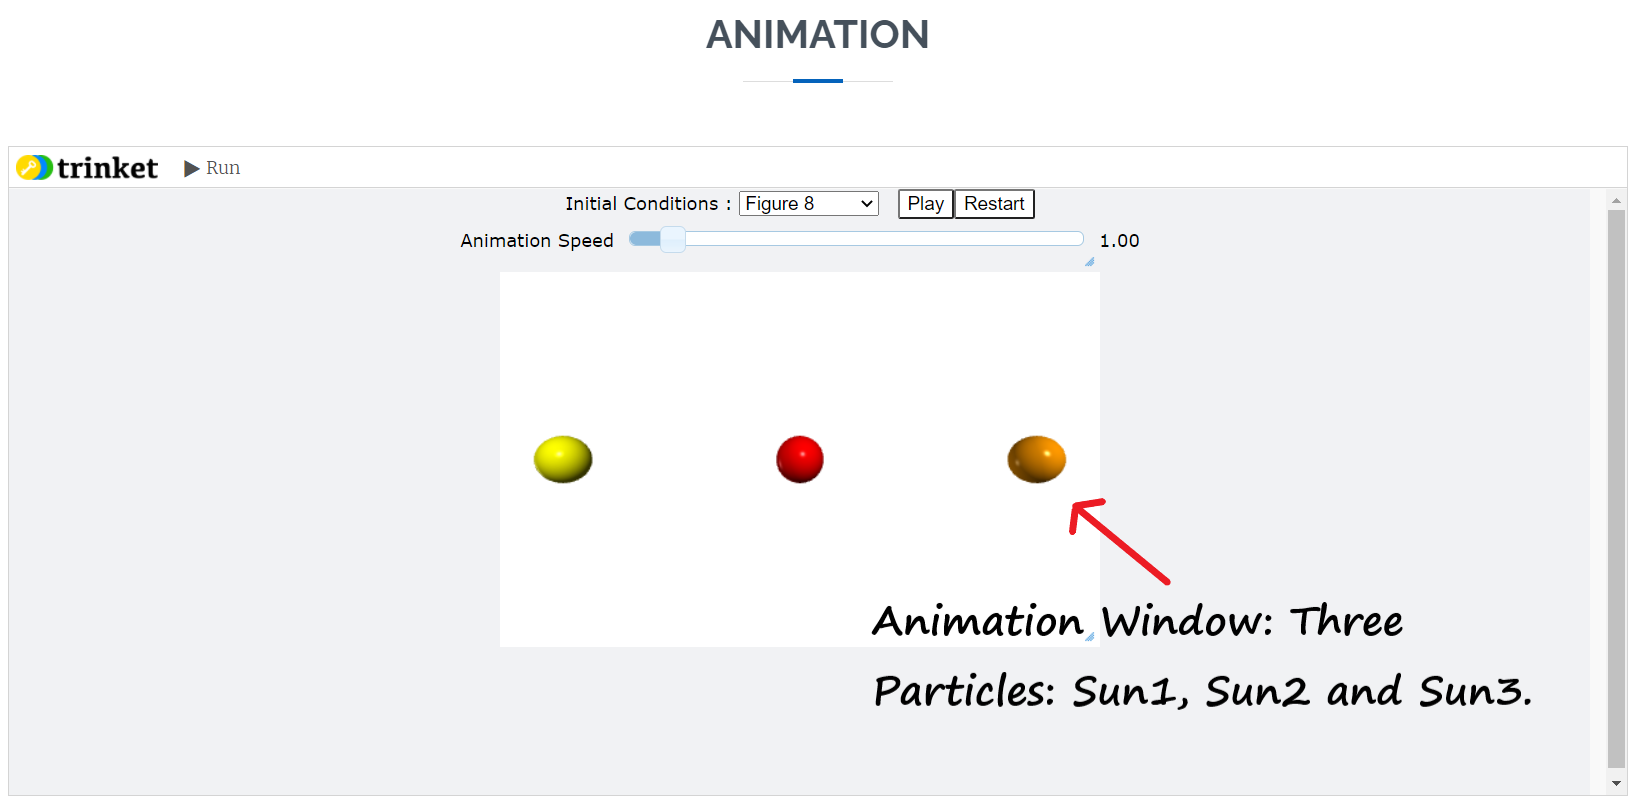 ANIMATION
trinket Run
Initial Conditions : Figure 8 Play Restart
Animation Speed 1.00
Animation Window: Three
Particles: Sun1, Sun2 and Sun3.